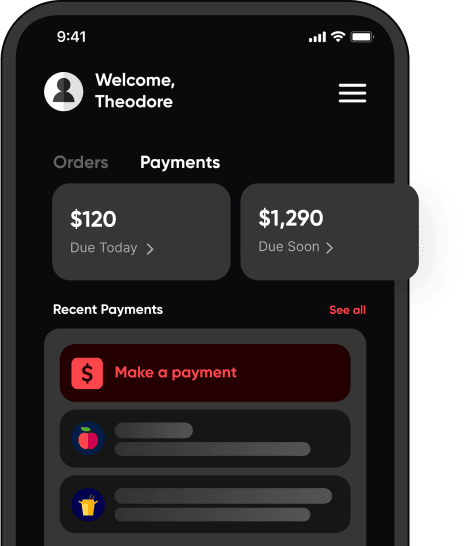 9:41
Welcome,
Theodore
Orders Payments
$120
Due Today
$1,290
Due Soon
Recent Payments See all
$ Make a payment